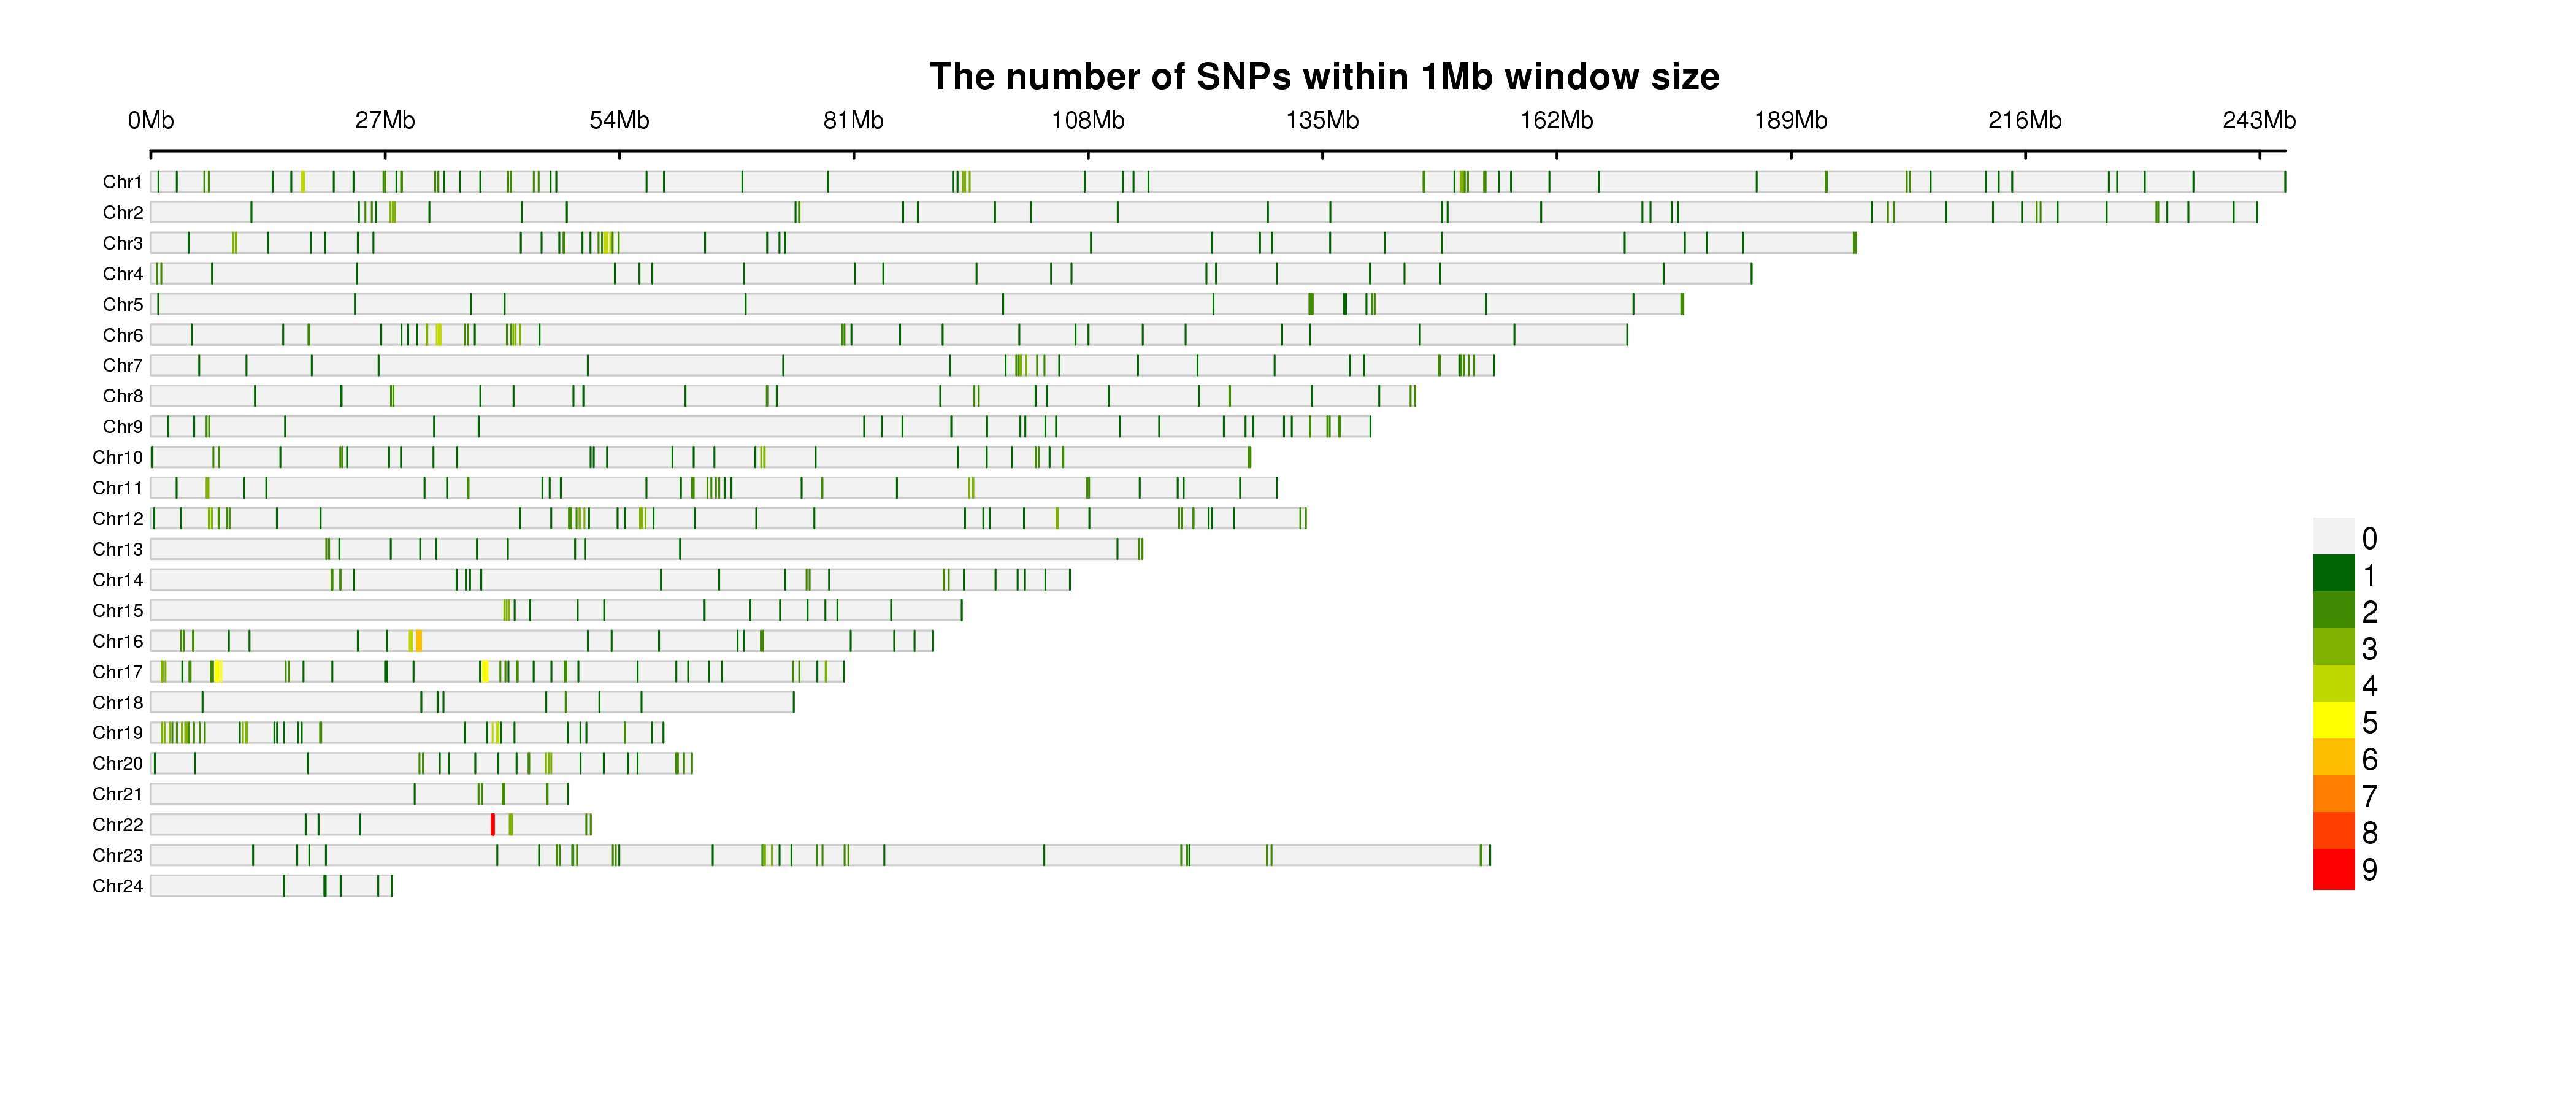 The number of SNPs within 1Mb window size
0Mb 27Mb 54Mb 81Mb 108Mb 135Mb 162Mb 189Mb 216Mb 243Mb
Chr1
Chr2
Chr3
Chr4
Chr5
Chr6
Chr7
Chr8
Chr9
Chr10
Chr11
Chr12
Chr13
Chr14
Chr15
Chr16
Chr17
Chr18
Chr19
Chr20
Chr21
Chr22
Chr23
Chr24
0
1
2
3
4
5
6
7
8
9